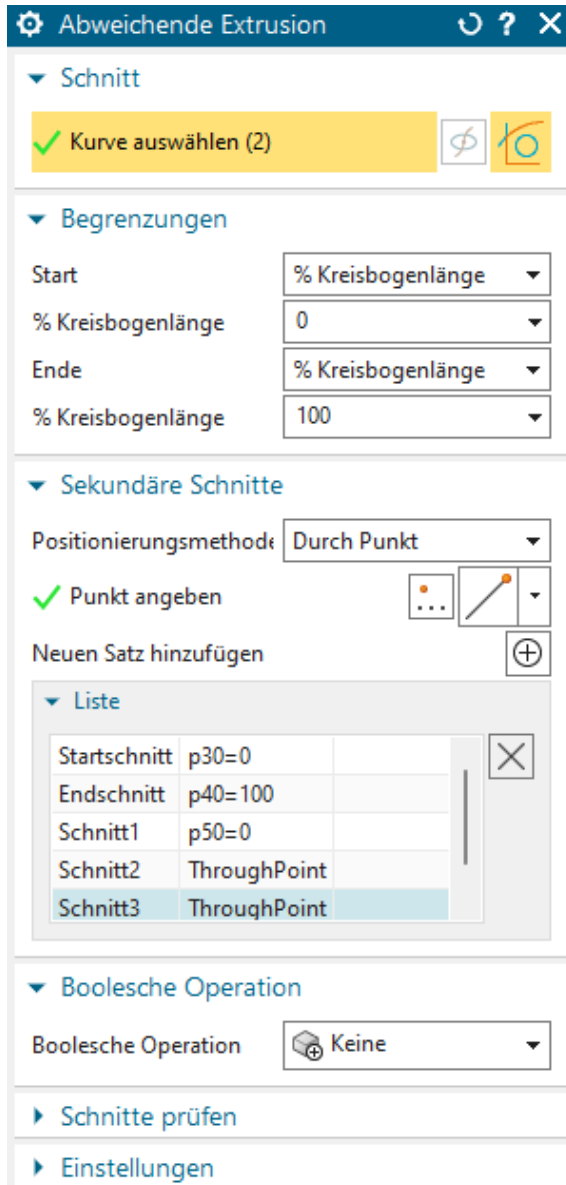 Abweichende Extrusion ?
Schnitt
Kurve auswählen (2)
Begrenzungen
Start % Kreisbogenlänge
% Kreisbogenlänge 0
Ende % Kreisbogenlänge
% Kreisbogenlänge 100
Sekundäre Schnitte
Positionierungsmethode Durch Punkt
Punkt angeben
Neuen Satz hinzufügen
Liste
Startschnitt p30=0
Endschnitt p40=100
Schnitt1 p50=0
Schnitt2 ThroughPoint
Schnitt3 ThroughPoint
Boolesche Operation
Boolesche Operation Keine
Schnitte prüfen
Einstellungen